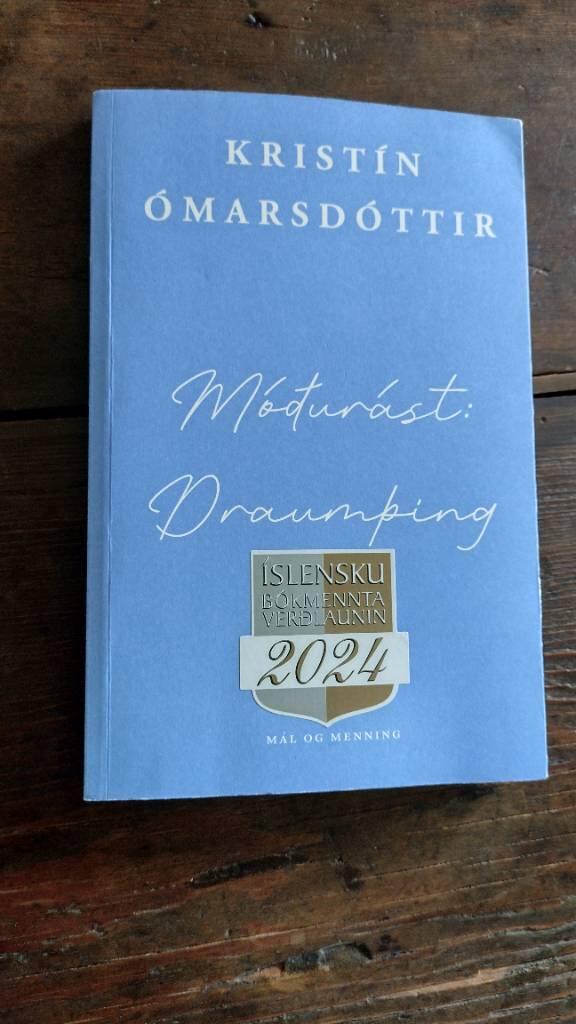 KRISTÍN
ÓMARSDÓTTIR
Móðurást:
Draumþing
ÍSLENSKU
BÓKMENNTA
VERÐLAUNIN
2024
MÁL OG MENNING